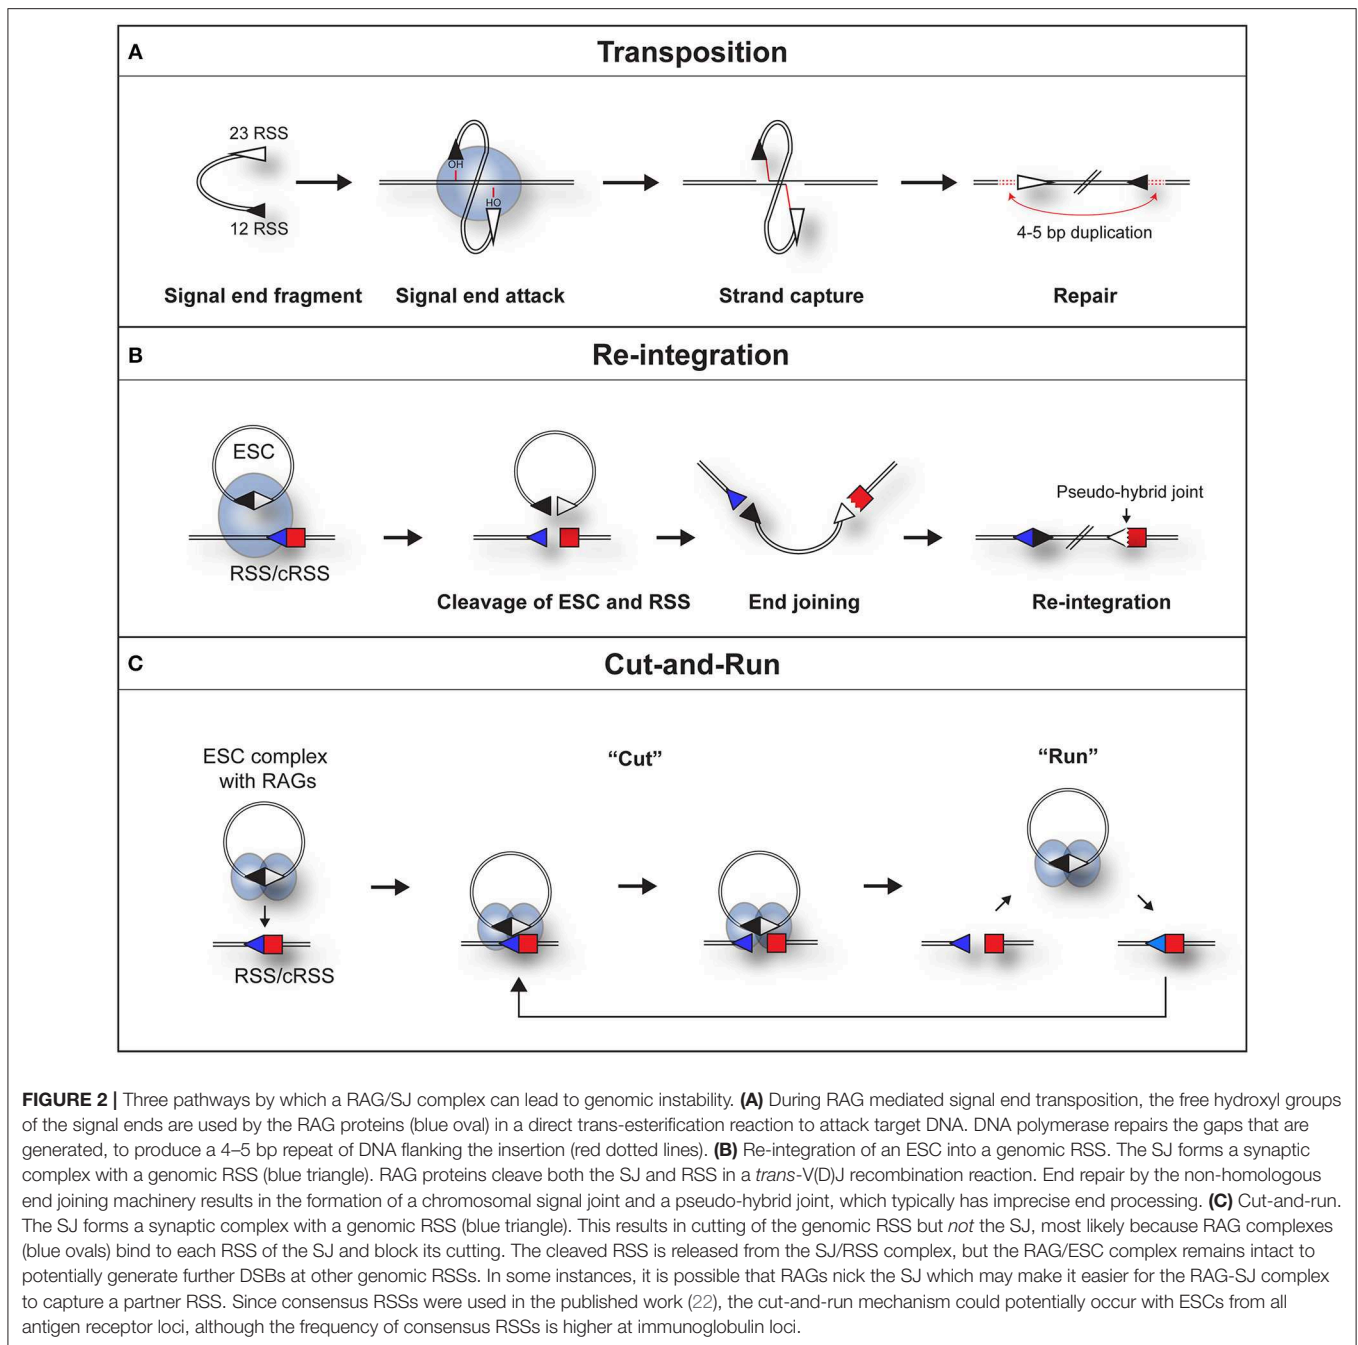 A
Transposition
23 RSS
12 RSS
OH
HO
4-5 bp duplication
Signal end fragment
Signal end attack
Strand capture
Repair
B
Re-integration
ESC
RSS/cRSS
Pseudo-hybrid joint
Cleavage of ESC and RSS
End joining
Re-integration
C
Cut-and-Run
ESC complex
with RAGs
RSS/cRSS
“Cut”
“Run”
FIGURE 2 | Three pathways by which a RAG/SJ complex can lead to genomic instability. (A) During RAG mediated signal end transposition, the free hydroxyl groups
of the signal ends are used by the RAG proteins (blue oval) in a direct trans-esterification reaction to attack target DNA. DNA polymerase repairs the gaps that are
generated, to produce a 4–5 bp repeat of DNA flanking the insertion (red dotted lines). (B) Re-integration of an ESC into a genomic RSS. The SJ forms a synaptic
complex with a genomic RSS (blue triangle). RAG proteins cleave both the SJ and RSS in a trans-V(D)J recombination reaction. End repair by the non-homologous
end joining machinery results in the formation of a chromosomal signal joint and a pseudo-hybrid joint, which typically has imprecise end processing. (C) Cut-and-run.
The SJ forms a synaptic complex with a genomic RSS (blue triangle). This results in cutting of the genomic RSS but not the SJ, most likely because RAG complexes
(blue ovals) bind to each RSS of the SJ and block its cutting. The cleaved RSS is released from the SJ/RSS complex, but the RAG/ESC complex remains intact to
potentially generate further DSBs at other genomic RSSs. In some instances, it is possible that RAGs nick the SJ which may make it easier for the RAG-SJ complex
to capture a partner RSS. Since consensus RSSs were used in the published work (22), the cut-and-run mechanism could potentially occur with ESCs from all
antigen receptor loci, although the frequency of consensus RSSs is higher at immunoglobulin loci.